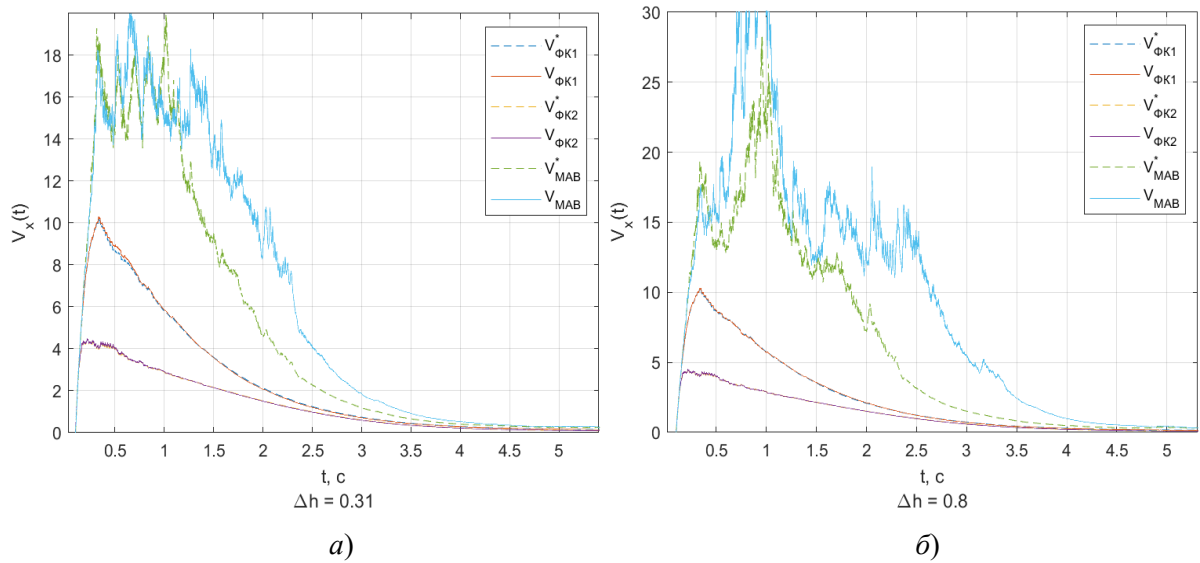 18
16
14
12
10
8
6
4
2
0
V_x(t)
0.5 1 1.5 2 2.5 3 3.5 4 4.5 5
t, c
Δh = 0.31
V*_ФК1
V_ФК1
V*_ФК2
V_ФК2
V*_МАВ
V_МАВ
а)
30
25
20
15
10
5
0
V_x(t)
0.5 1 1.5 2 2.5 3 3.5 4 4.5 5
t, c
Δh = 0.8
V*_ФК1
V_ФК1
V*_ФК2
V_ФК2
V*_МАВ
V_МАВ
б)